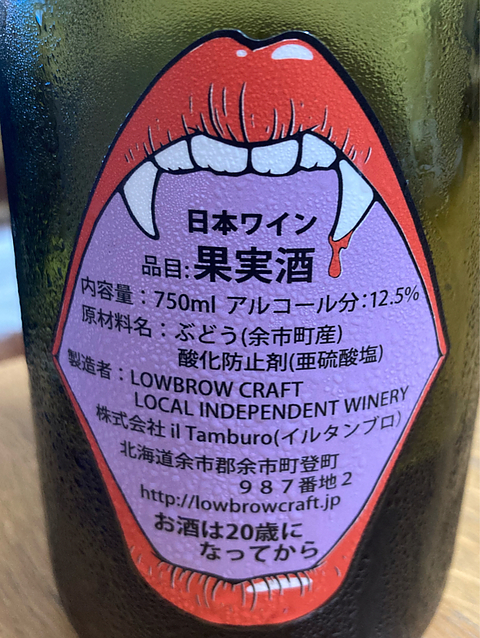 日本ワイン
品目:果実酒
内容量：750ml アルコール分:12.5%
原材料名：ぶどう(余市町産)
酸化防止剤(亜硫酸塩)
製造者：LOWBROW CRAFT
LOCAL INDEPENDENT WINERY
株式会社 il Tamburo(イルタンブロ)
北海道余市郡余市町登町
９８７番地２
http://lowbrowcraft.jp
お酒は20歳に
なってから